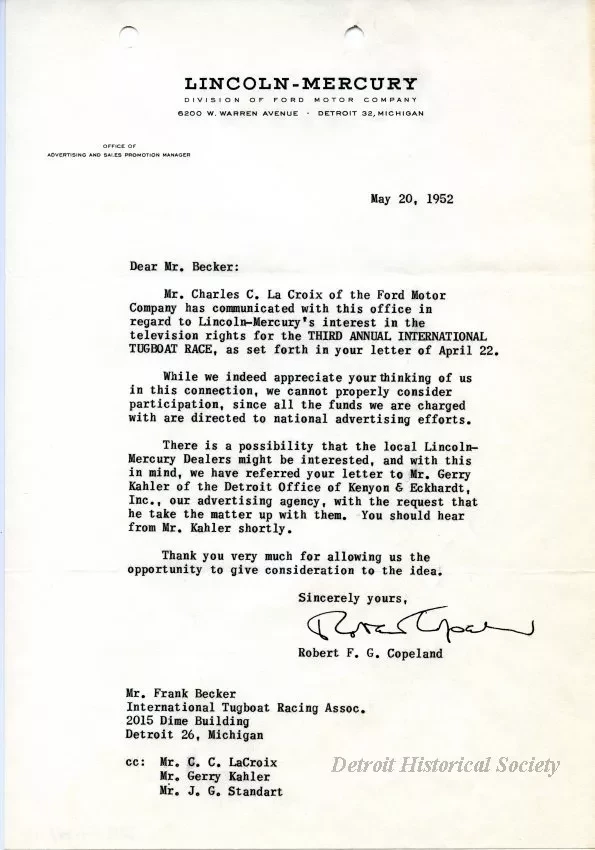 LINCOLN-MERCURY
DIVISION OF FORD MOTOR COMPANY
6200 W. WARREN AVENUE · DETROIT 32, MICHIGAN
OFFICE OF
ADVERTISING AND SALES PROMOTION MANAGER
May 20, 1952
Dear Mr. Becker:
Mr. Charles C. La Croix of the Ford Motor
Company has communicated with this office in
regard to Lincoln-Mercury's interest in the
television rights for the THIRD ANNUAL INTERNATIONAL
TUGBOAT RACE, as set forth in your letter of April 22.
While we indeed appreciate your thinking of us
in this connection, we cannot properly consider
participation, since all the funds we are charged
with are directed to national advertising efforts.
There is a possibility that the local Lincoln-
Mercury Dealers might be interested, and with this
in mind, we have referred your letter to Mr. Gerry
Kahler of the Detroit Office of Kenyon & Eckhardt,
Inc., our advertising agency, with the request that
he take the matter up with them. You should hear
from Mr. Kahler shortly.
Thank you very much for allowing us the
opportunity to give consideration to the idea.
Sincerely yours,
Robert Copeland
Robert F. G. Copeland
Mr. Frank Becker
International Tugboat Racing Assoc.
2015 Dime Building
Detroit 26, Michigan
cc: Mr. C. C. LaCroix
Mr. Gerry Kahler
Mr. J. G. Standart
Detroit Historical Society